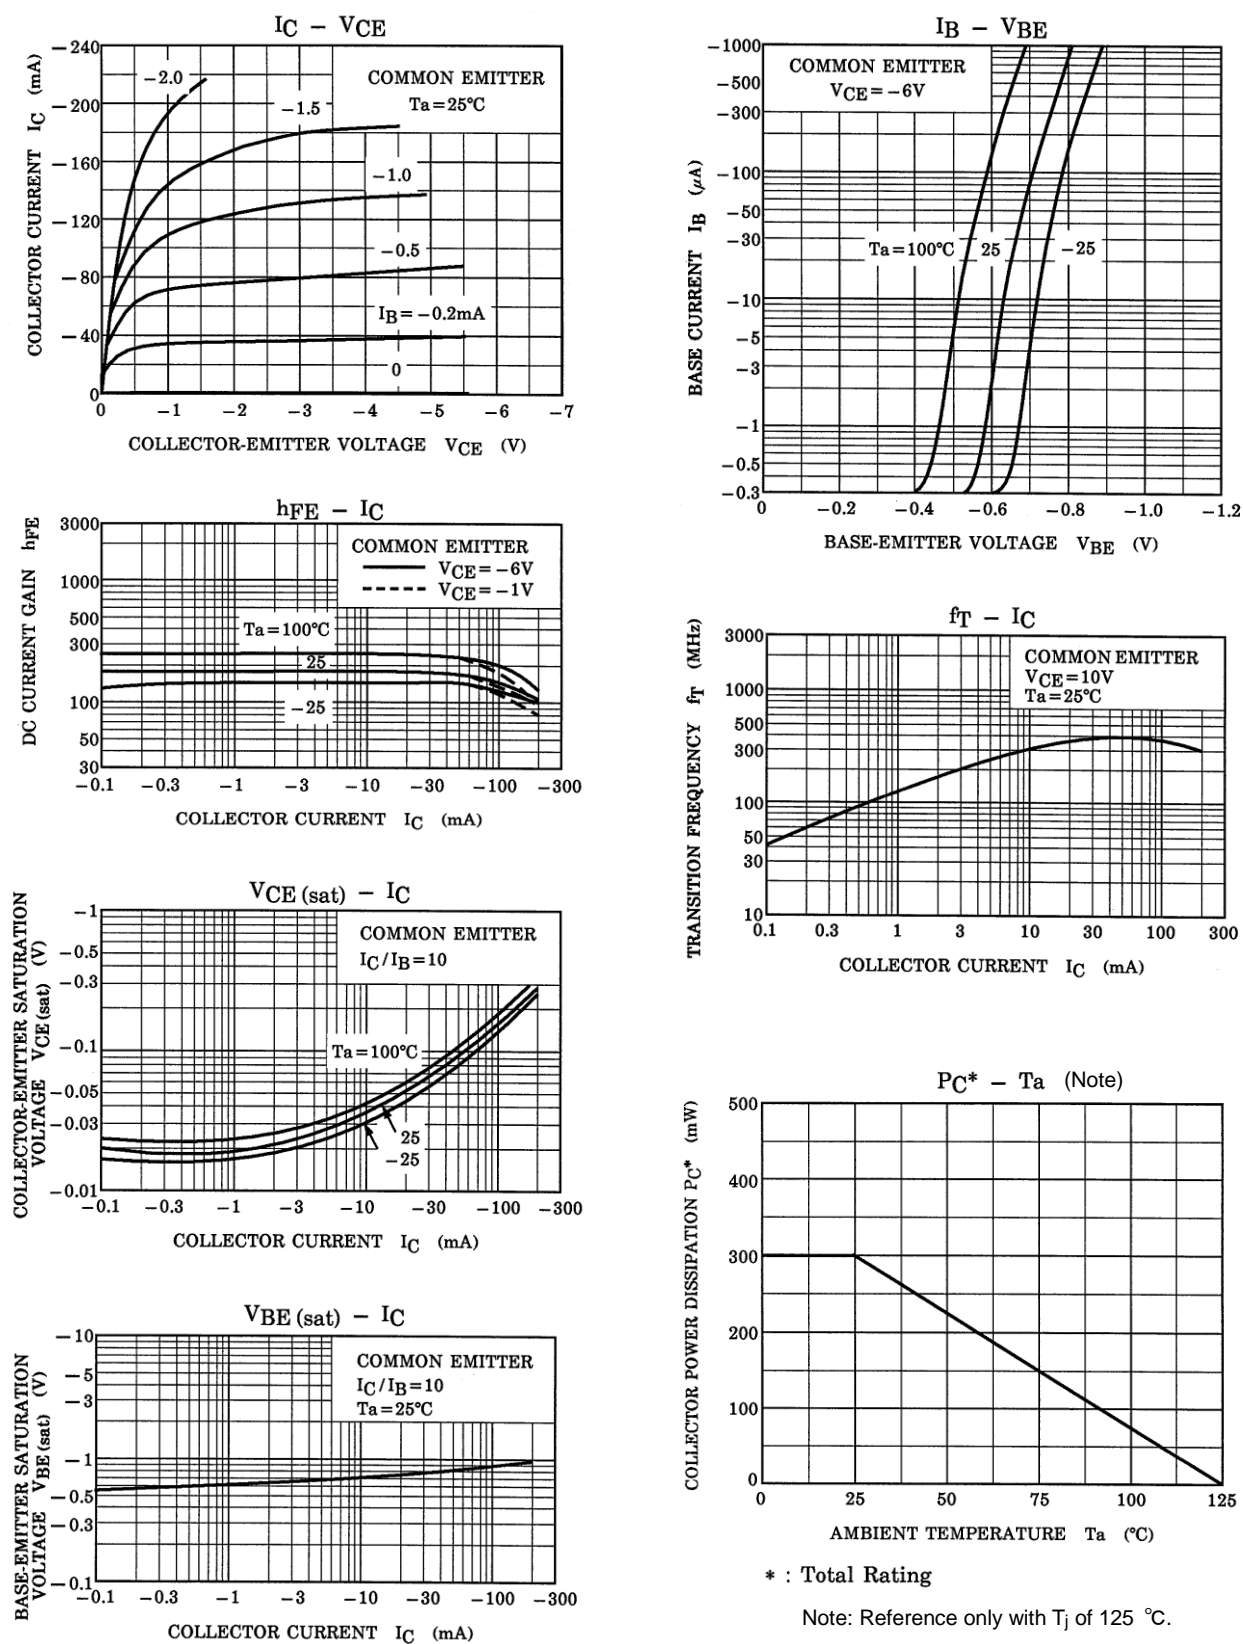 IC − VCE
COLLECTOR CURRENT IC (mA)
−240
−200
−160
−120
−80
−40
0
−2.0
COMMON EMITTER
Ta=25°C
−1.5
−1.0
−0.5
IB=−0.2mA
0
0 −1 −2 −3 −4 −5 −6 −7
COLLECTOR-EMITTER VOLTAGE VCE (V)
hFE − IC
DC CURRENT GAIN hFE
3000
1000
500
300
100
50
30
COMMON EMITTER
VCE=−6V
VCE=−1V
Ta=100°C
25
−25
−0.1 −0.3 −1 −3 −10 −30 −100 −300
COLLECTOR CURRENT IC (mA)
VCE (sat) − IC
COLLECTOR-EMITTER SATURATION
VOLTAGE VCE (sat) (V)
−1
−0.5
−0.3
−0.1
−0.05
−0.03
−0.01
COMMON EMITTER
IC/IB=10
Ta=100°C
25
−25
−0.1 −0.3 −1 −3 −10 −30 −100 −300
COLLECTOR CURRENT IC (mA)
VBE (sat) − IC
BASE-EMITTER SATURATION
VOLTAGE VBE (sat) (V)
−10
−5
−3
−1
−0.5
−0.3
−0.1
COMMON EMITTER
IC/IB=10
Ta=25°C
−0.1 −0.3 −1 −3 −10 −30 −100 −300
COLLECTOR CURRENT IC (mA)
IB − VBE
BASE CURRENT IB (μA)
−1000
−500
−300
−100
−50
−30
−10
−5
−3
−1
−0.5
−0.3
COMMON EMITTER
VCE=−6V
Ta=100°C 25 −25
0 −0.2 −0.4 −0.6 −0.8 −1.0 −1.2
BASE-EMITTER VOLTAGE VBE (V)
fT − IC
TRANSITION FREQUENCY fT (MHz)
3000
1000
500
300
100
50
30
10
COMMON EMITTER
VCE=10V
Ta=25°C
0.1 0.3 1 3 10 30 100 300
COLLECTOR CURRENT IC (mA)
PC* − Ta (Note)
COLLECTOR POWER DISSIPATION PC* (mW)
500
400
300
200
100
0
0 25 50 75 100 125
AMBIENT TEMPERATURE Ta (°C)
* : Total Rating
Note: Reference only with Tj of 125 °C.